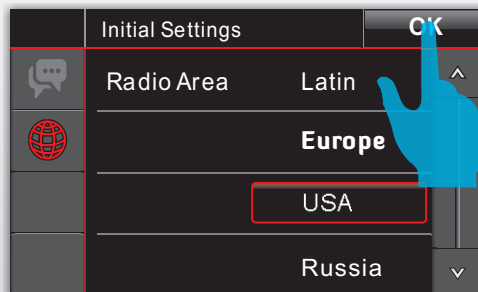 Initial Settings OK
Radio Area Latin
Europe
USA
Russia